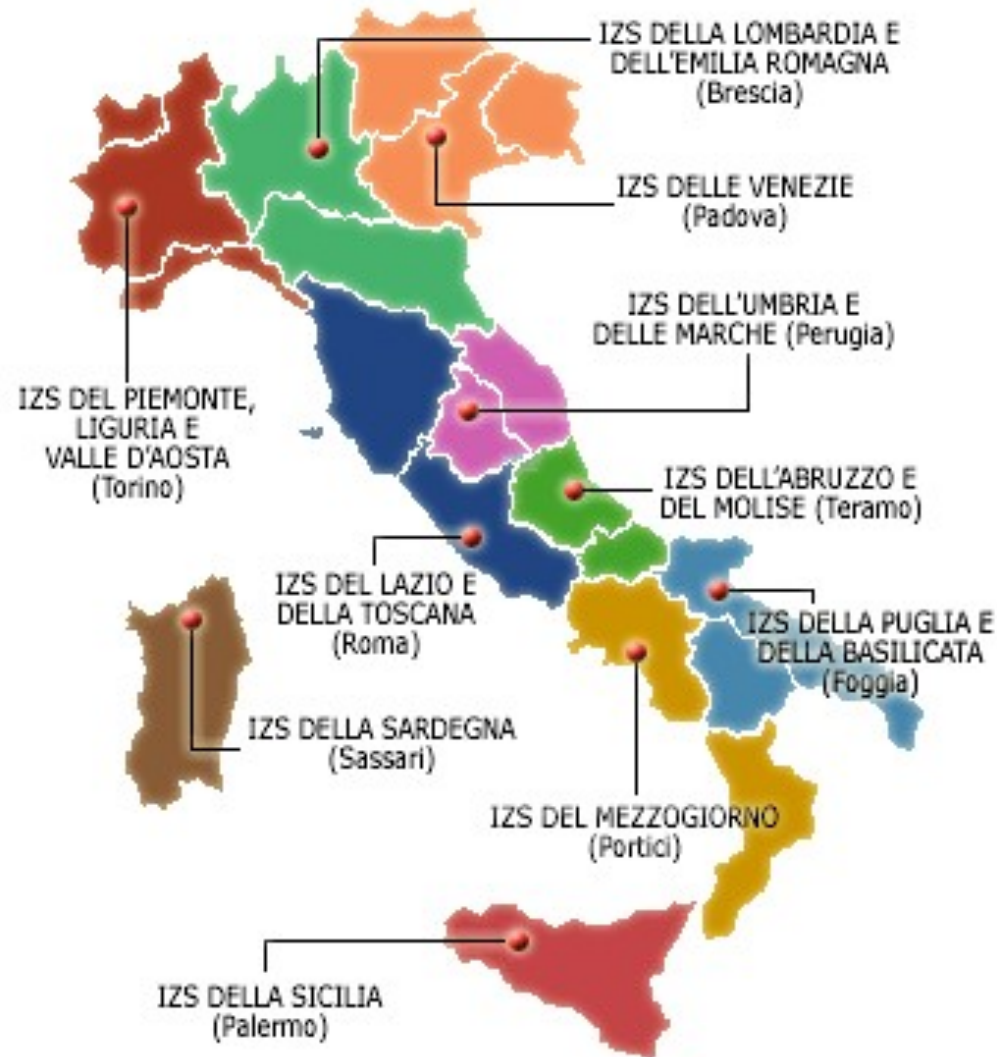 IZS DELLA LOMBARDIA E
DELL'EMILIA ROMAGNA
(Brescia)
IZS DELLE VENEZIE
(Padova)
IZS DELL'UMBRIA E
DELLE MARCHE (Perugia)
IZS DEL PIEMONTE,
LIGURIA E
VALLE D'AOSTA
(Torino)
IZS DELL'ABRUZZO E
DEL MOLISE (Teramo)
IZS DEL LAZIO E
DELLA TOSCANA
(Roma)
IZS DELLA PUGLIA E
DELLA BASILICATA
(Foggia)
IZS DELLA SARDEGNA
(Sassari)
IZS DEL MEZZOGIORNO
(Portici)
IZS DELLA SICILIA
(Palermo)